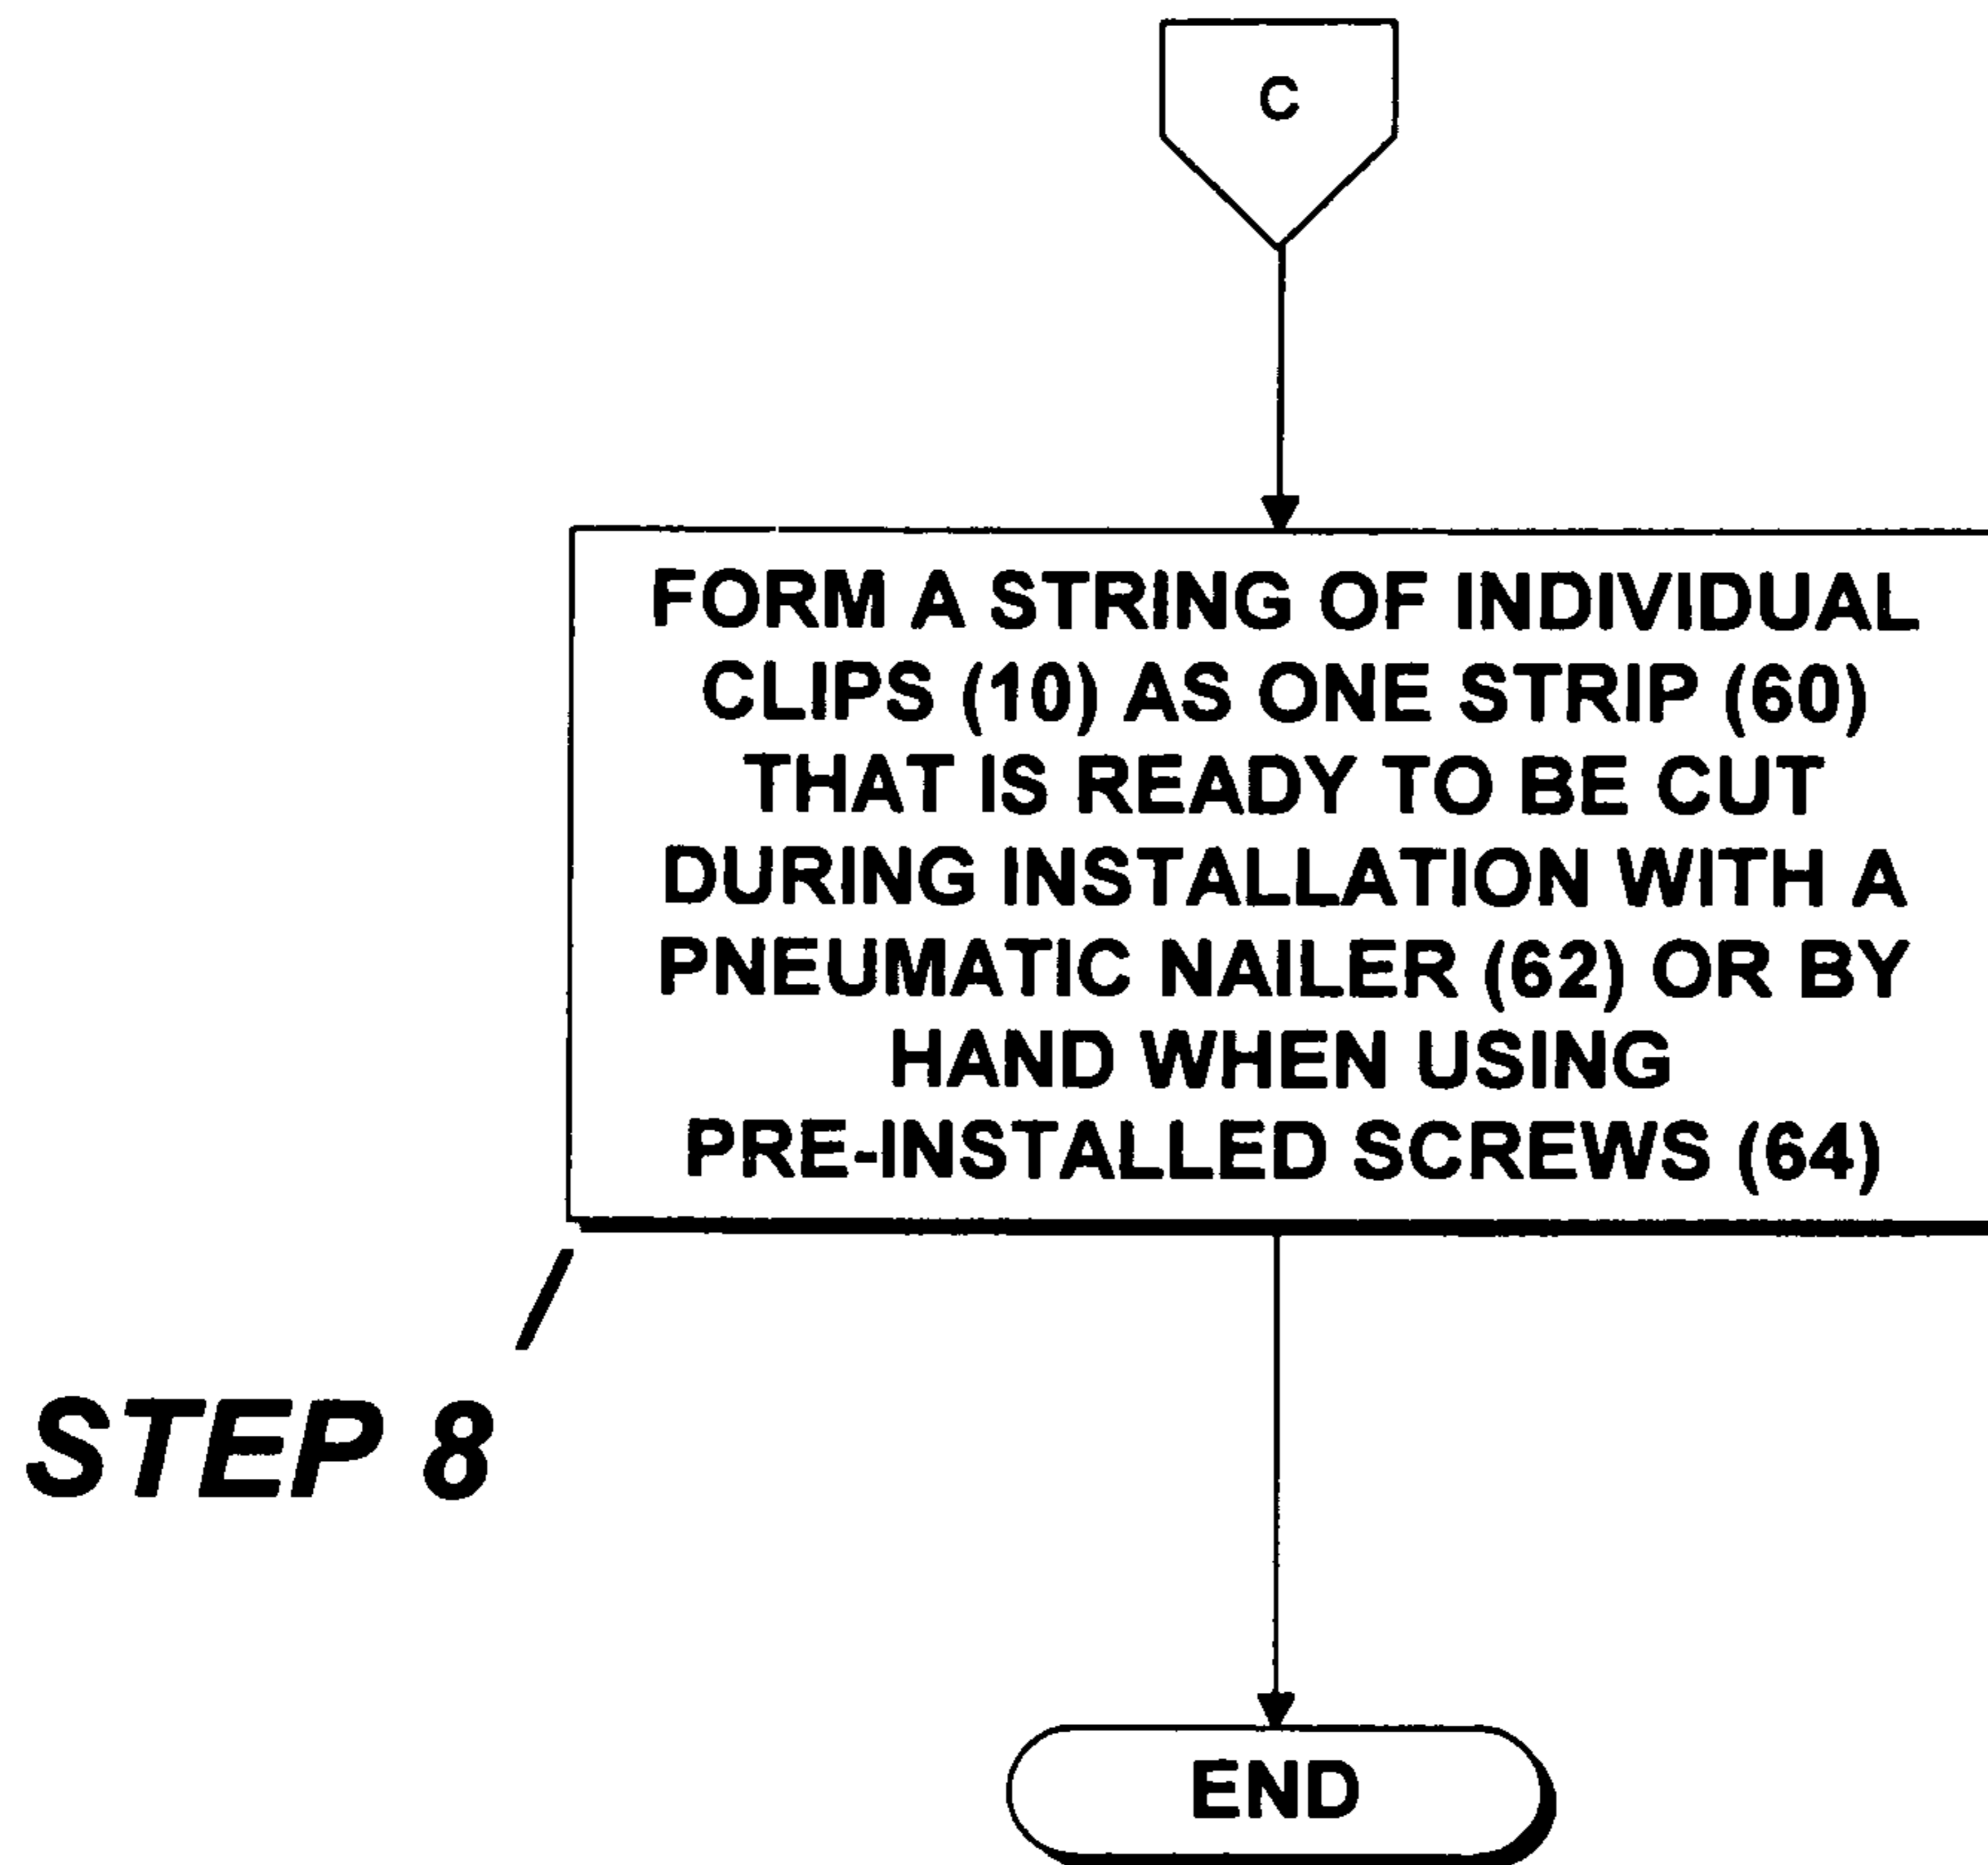 C
FORM A STRING OF INDIVIDUAL
CLIPS (10) AS ONE STRIP (60)
THAT IS READY TO BE CUT
DURING INSTALLATION WITH A
PNEUMATIC NAILER (62) OR BY
HAND WHEN USING
PRE-INSTALLED SCREWS (64)
STEP 8
END